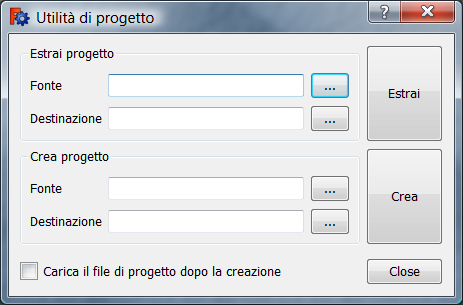 Utilità di progetto
?
Estrai progetto
Fonte
...
Destinazione
...
Estrai
Crea progetto
Fonte
...
Destinazione
...
Crea
Carica il file di progetto dopo la creazione
Close